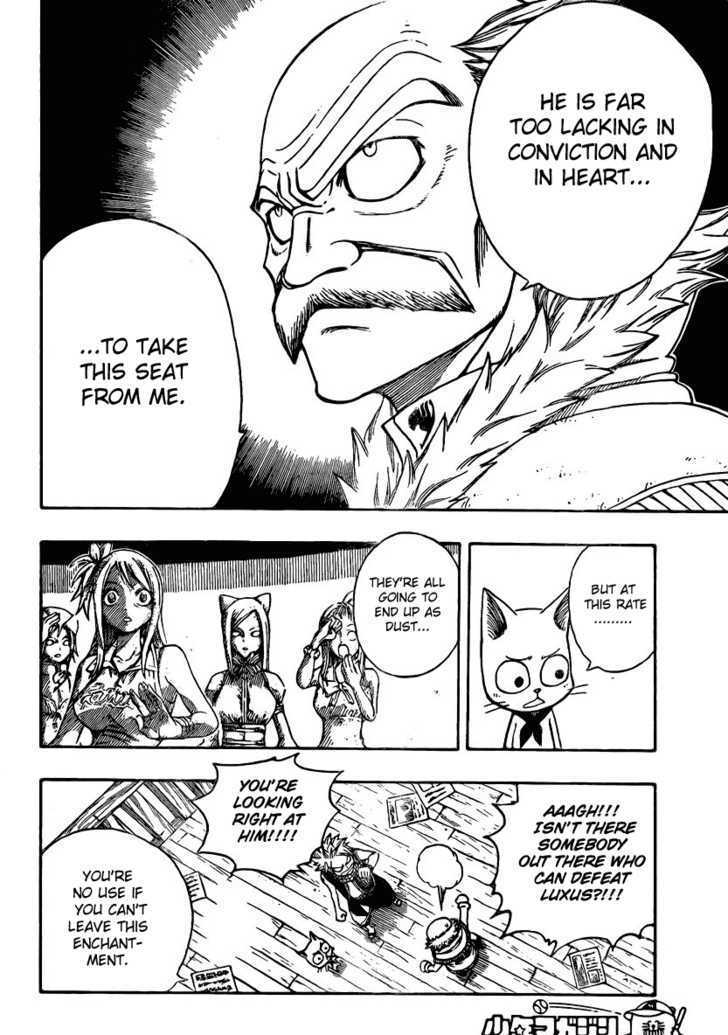 HE IS FAR
TOO LACKING IN
CONVICTION AND
IN HEART...
...TO TAKE
THIS SEAT
FROM ME.
BUT AT
THIS RATE
.........
THEY'RE ALL
GOING TO
END UP AS
DUST...
AAAGH!!!
ISN'T THERE
SOMEBODY
OUT THERE WHO
CAN DEFEAT
LUXUS?!!!
YOU'RE
LOOKING
RIGHT AT
HIM!!!!
YOU'RE
NO USE IF
YOU CAN'T
LEAVE THIS
ENCHANT-
MENT.